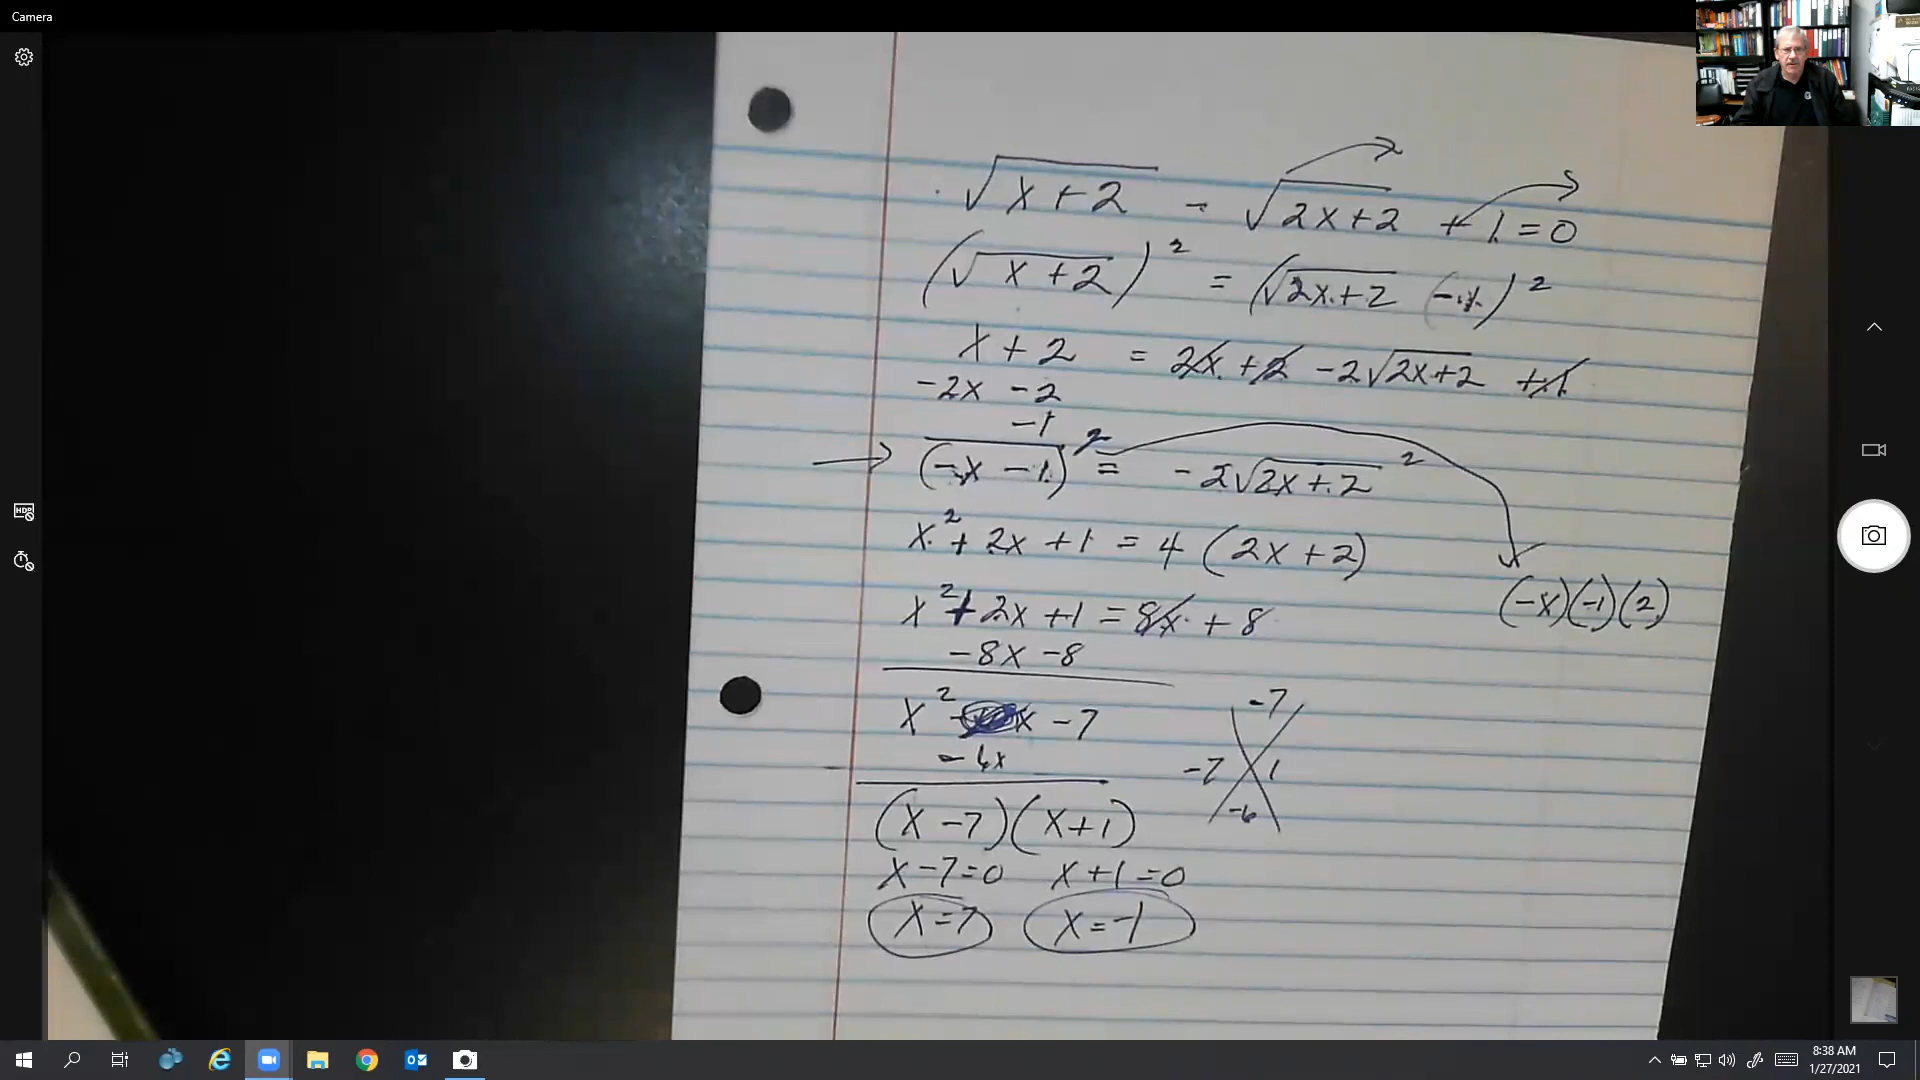 Camera
√(x+2) - √(2x+2) + 1 = 0
(√(x+2))² = (√(2x+2) (-1))²
x + 2 = 2x + 2 - 2√(2x+2) + 1
-2x - 2
-1
(-x - 1)² = -2√(2x+2) ²
x² + 2x + 1 = 4 (2x + 2)
(-x)(-1)(2)
x² + 2x + 1 = 8x + 8
-8x - 8
x² - x - 7
-7
-6x
-7 1
-6
(x - 7)(x + 1)
x - 7 = 0 x + 1 = 0
x = 7 x = -1
8:38 AM
1/27/2021